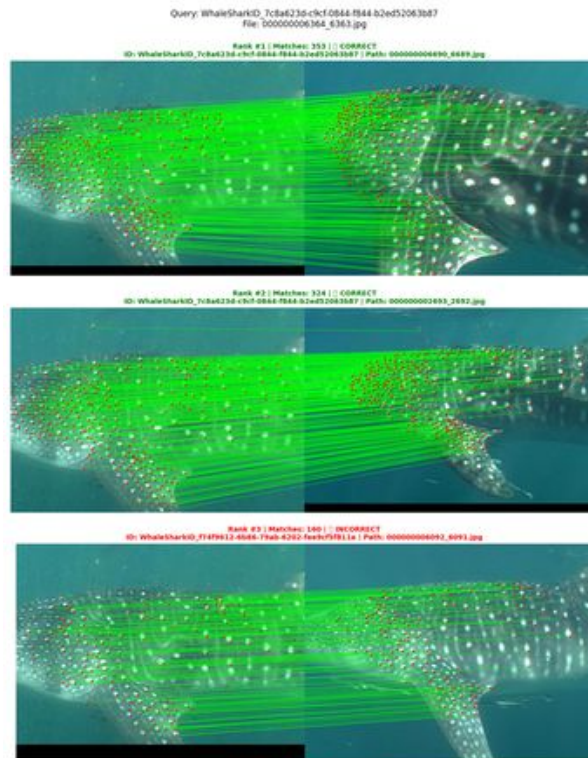 Query: WhaleSharkID_7c8a623d-c9cf-0844-f844-b2ed52063b87
File: 000000006364_6363.jpg
Rank #1 | Matches: 353 | ▯ CORRECT
ID: WhaleSharkID_7c8a623d-c9cf-0844-f844-b2ed52063b87 | Path: 000000006690_6689.jpg
Rank #2 | Matches: 324 | ▯ CORRECT
ID: WhaleSharkID_7c8a623d-c9cf-0844-f844-b2ed52063b87 | Path: 000000002693_2692.jpg
Rank #3 | Matches: 160 | ▯ INCORRECT
Path: 000000006092_6091.jpg